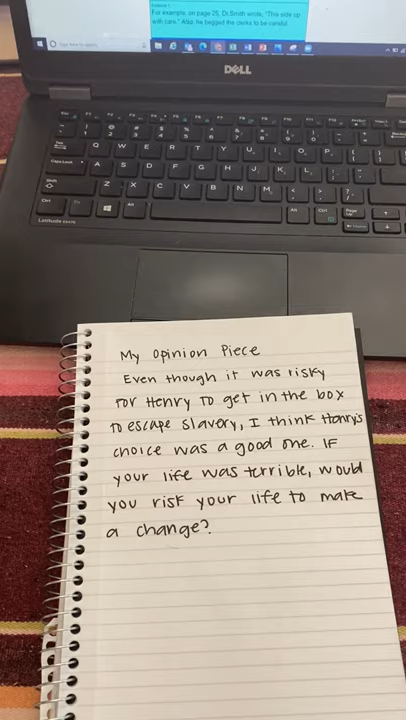 For example, on page 25, Dr.Smith wrote, "This side up
with care." Also, he begged the clerks to be careful.
DELL
Latitude
My Opinion Piece
Even though it was risky
for Henry to get in the box
to escape slavery, I think Henry's
choice was a good one. If
your life was terrible, would
you risk your life to make
a change?